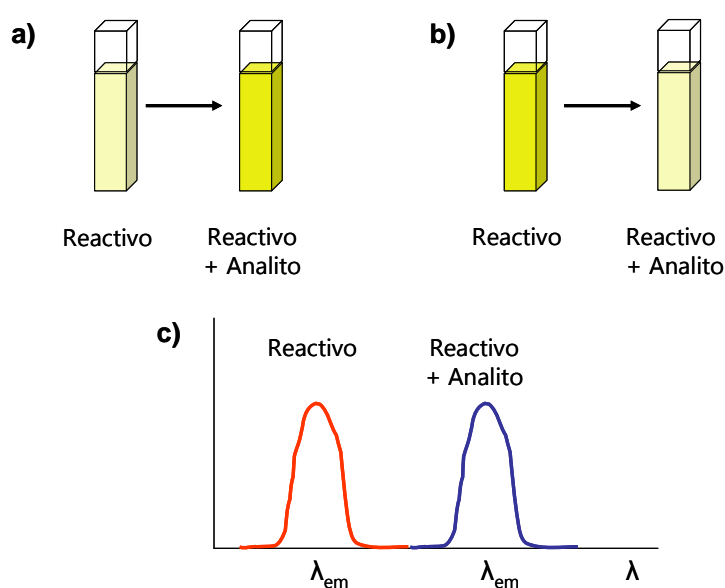 a)
Reactivo
Reactivo
+ Analito
b)
Reactivo
Reactivo
+ Analito
c)
Reactivo
Reactivo
+ Analito
λem
λem
λ